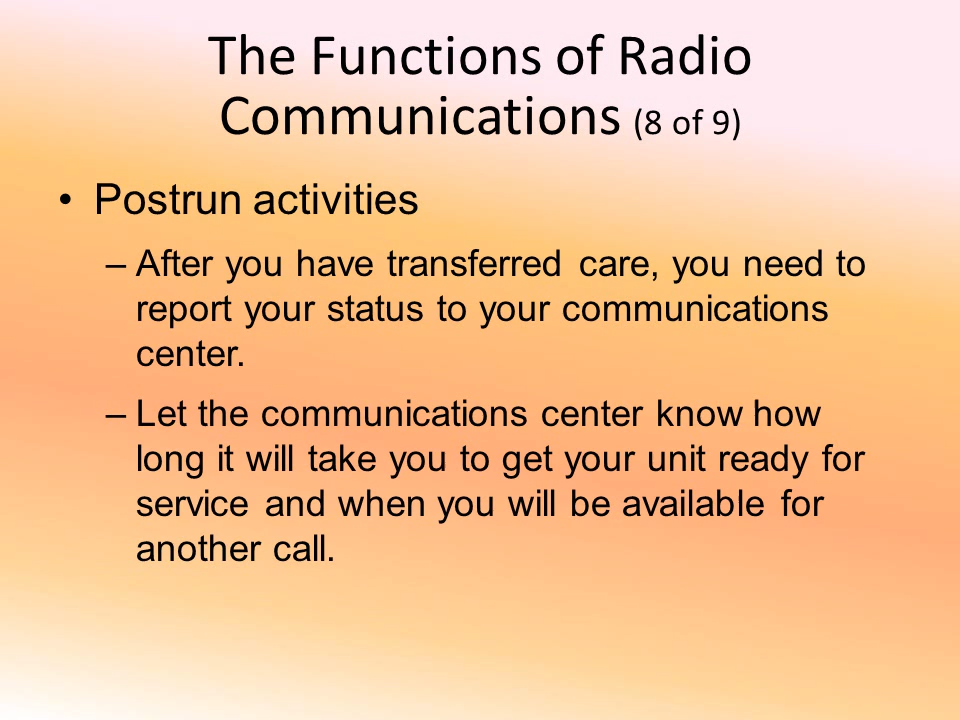 The Functions of Radio
Communications (8 of 9)
• Postrun activities
– After you have transferred care, you need to
report your status to your communications
center.
– Let the communications center know how
long it will take you to get your unit ready for
service and when you will be available for
another call.